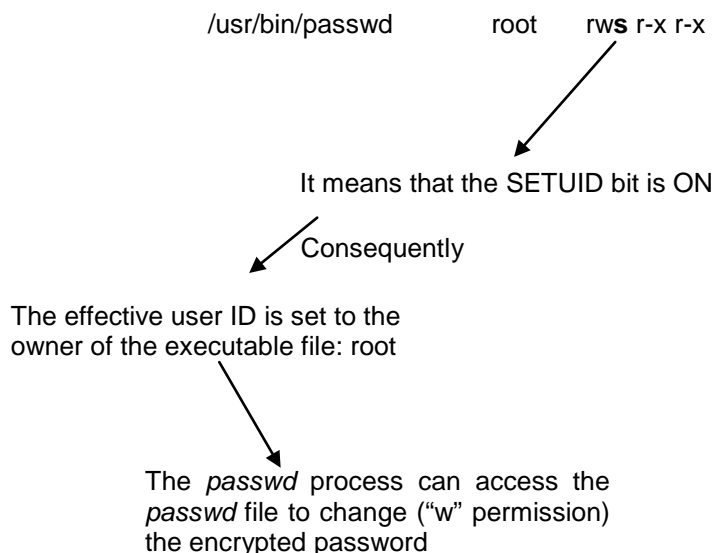 /usr/bin/passwd root rws r-x r-x
It means that the SETUID bit is ON
Consequently
The effective user ID is set to the
owner of the executable file: root
The passwd process can access the
passwd file to change (“w” permission)
the encrypted password